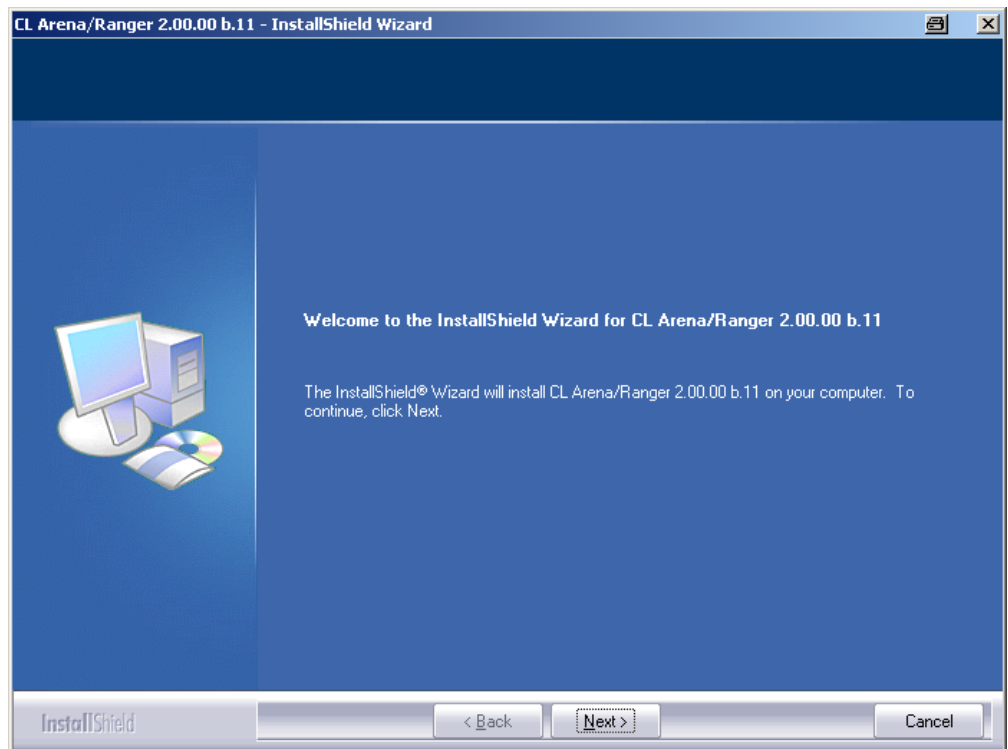 CL Arena/Ranger 2.00.00 b.11 - InstallShield Wizard
Welcome to the InstallShield Wizard for CL Arena/Ranger 2.00.00 b.11
The InstallShield® Wizard will install CL Arena/Ranger 2.00.00 b.11 on your computer. To
continue, click Next.
InstallShield
< Back
Next >
Cancel